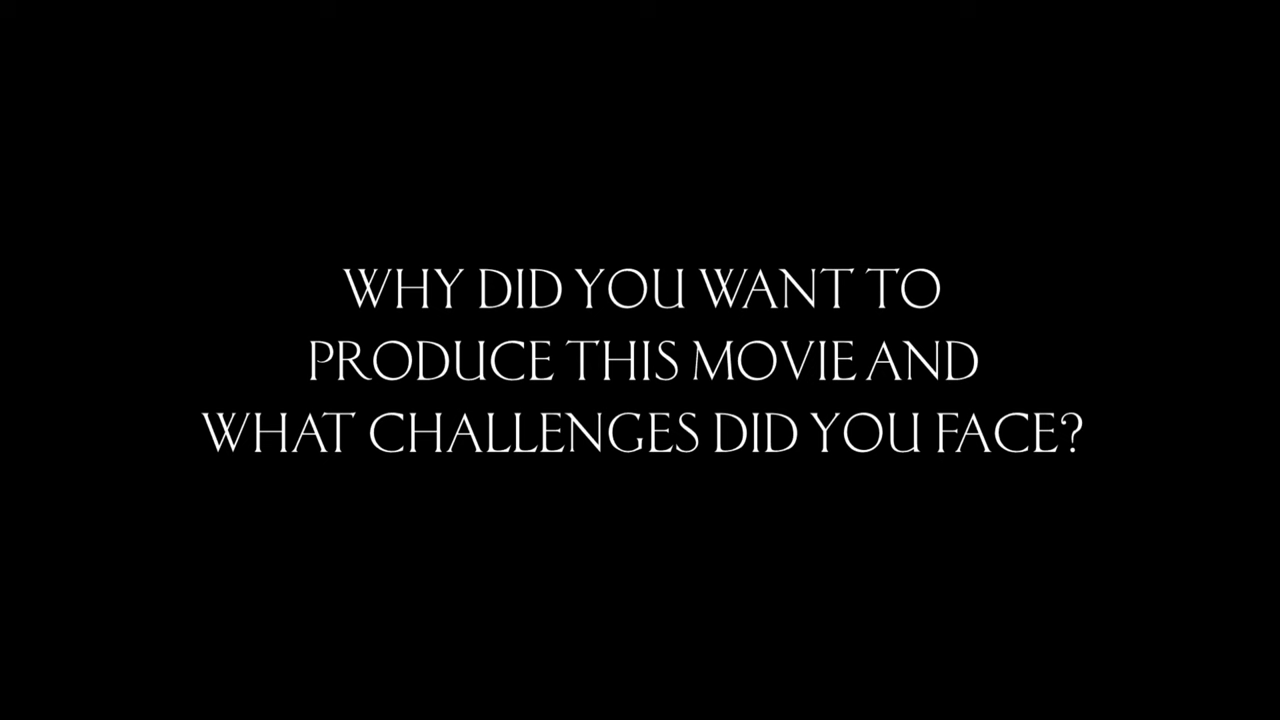 WHY DID YOU WANT TO
PRODUCE THIS MOVIE AND
WHAT CHALLENGES DID YOU FACE?